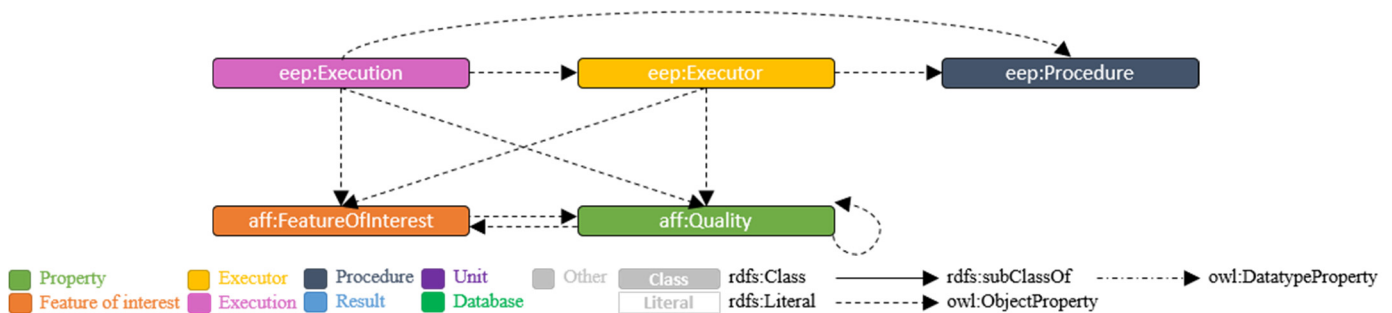 eep:Execution eep:Executor eep:Procedure
aff:FeatureOfInterest aff:Quality
Property Executor Procedure Unit Other Class rdfs:Class rdfs:subClassOf owl:DatatypeProperty
Feature of interest Execution Result Database Literal rdfs:Literal owl:ObjectProperty